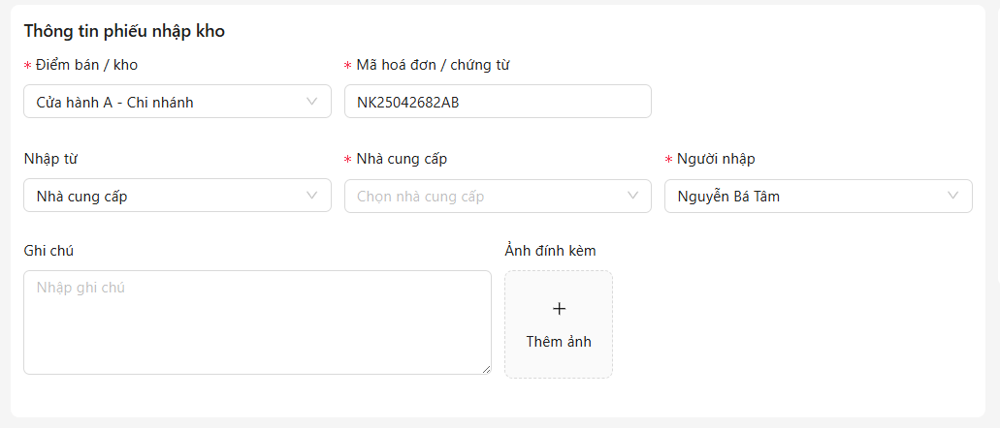 Thông tin phiếu nhập kho
* Điểm bán / kho
* Mã hoá đơn / chứng từ
Cửa hành A - Chi nhánh
NK25042682AB
Nhập từ
* Nhà cung cấp
* Người nhập
Nhà cung cấp
Chọn nhà cung cấp
Nguyễn Bá Tâm
Ghi chú
Ảnh đính kèm
Nhập ghi chú
+
Thêm ảnh